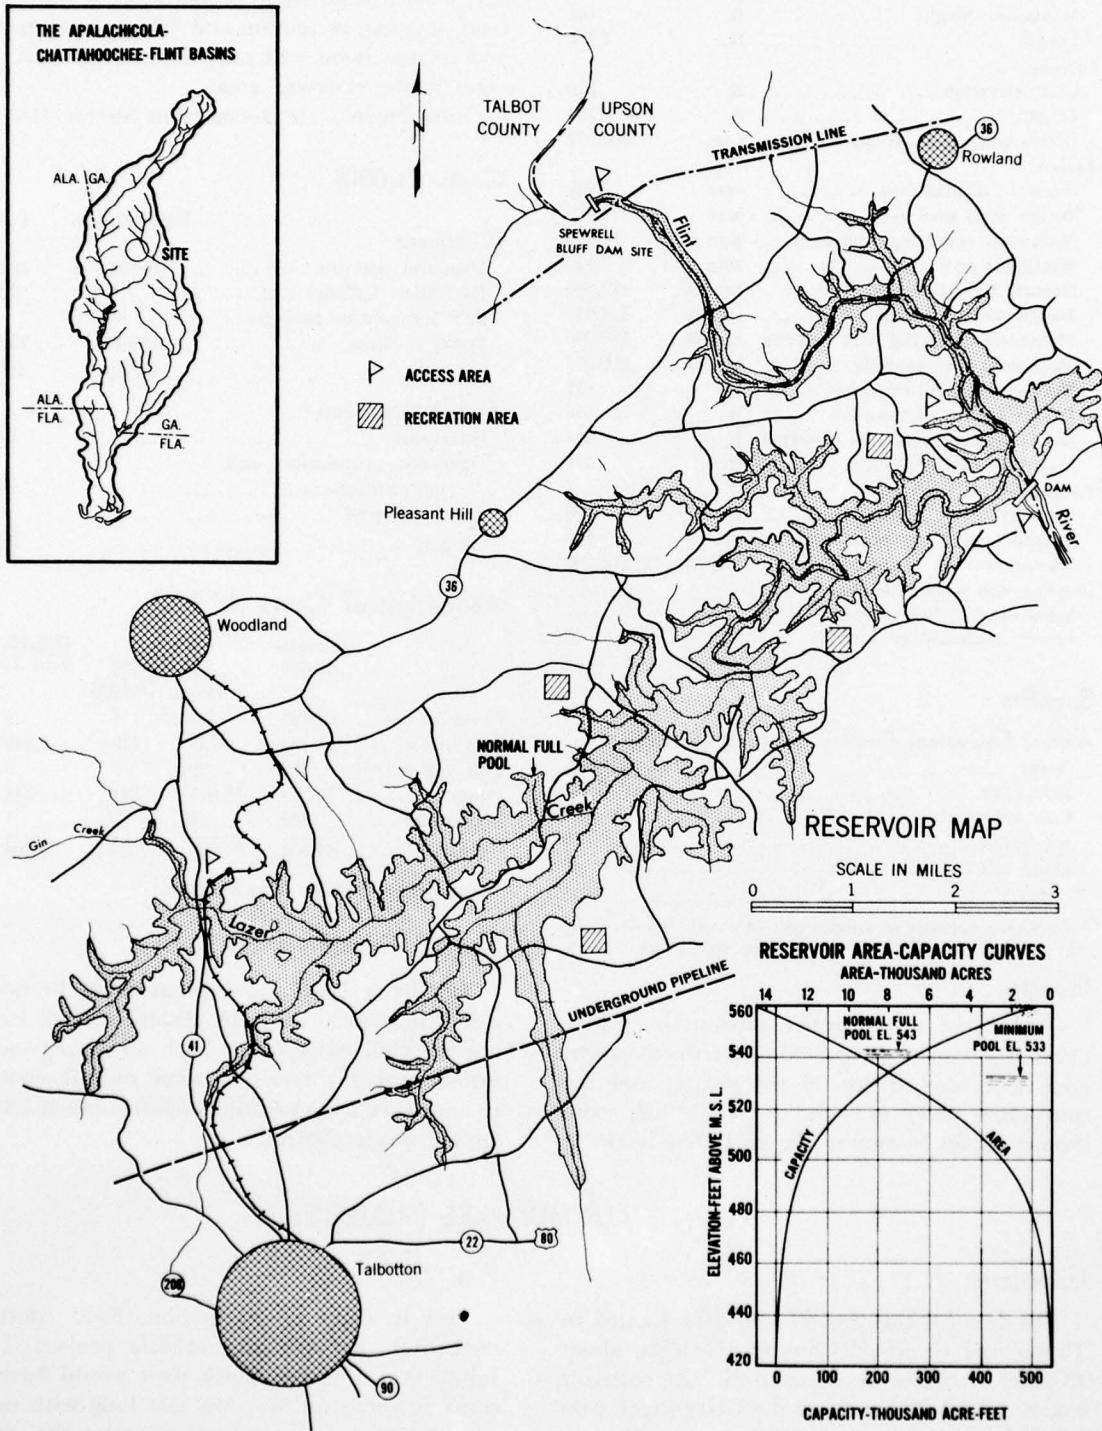 THE APALACHICOLA-
CHATTAHOOCHEE-FLINT BASINS
ALA. GA.
SITE
ALA.
FLA.
GA.
FLA.
N
TALBOT
COUNTY
UPSON
COUNTY
TRANSMISSION LINE
36
Rowland
SPEWRELL
BLUFF DAM SITE
Flint
ACCESS AREA
RECREATION AREA
DAM
River
Pleasant Hill
36
Woodland
NORMAL FULL
POOL
Creek
Gin Creek
Lazer
41
UNDERGROUND PIPELINE
22
80
Talbotton
208
90
RESERVOIR MAP
SCALE IN MILES
0 1 2 3
RESERVOIR AREA-CAPACITY CURVES
AREA-THOUSAND ACRES
14 12 10 8 6 4 2 0
560
NORMAL FULL
POOL EL. 543
MINIMUM
POOL EL. 533
540
520
500
480
460
440
420
ELEVATION-FEET ABOVE M.S.L.
CAPACITY
AREA
0 100 200 300 400 500
CAPACITY-THOUSAND ACRE-FEET